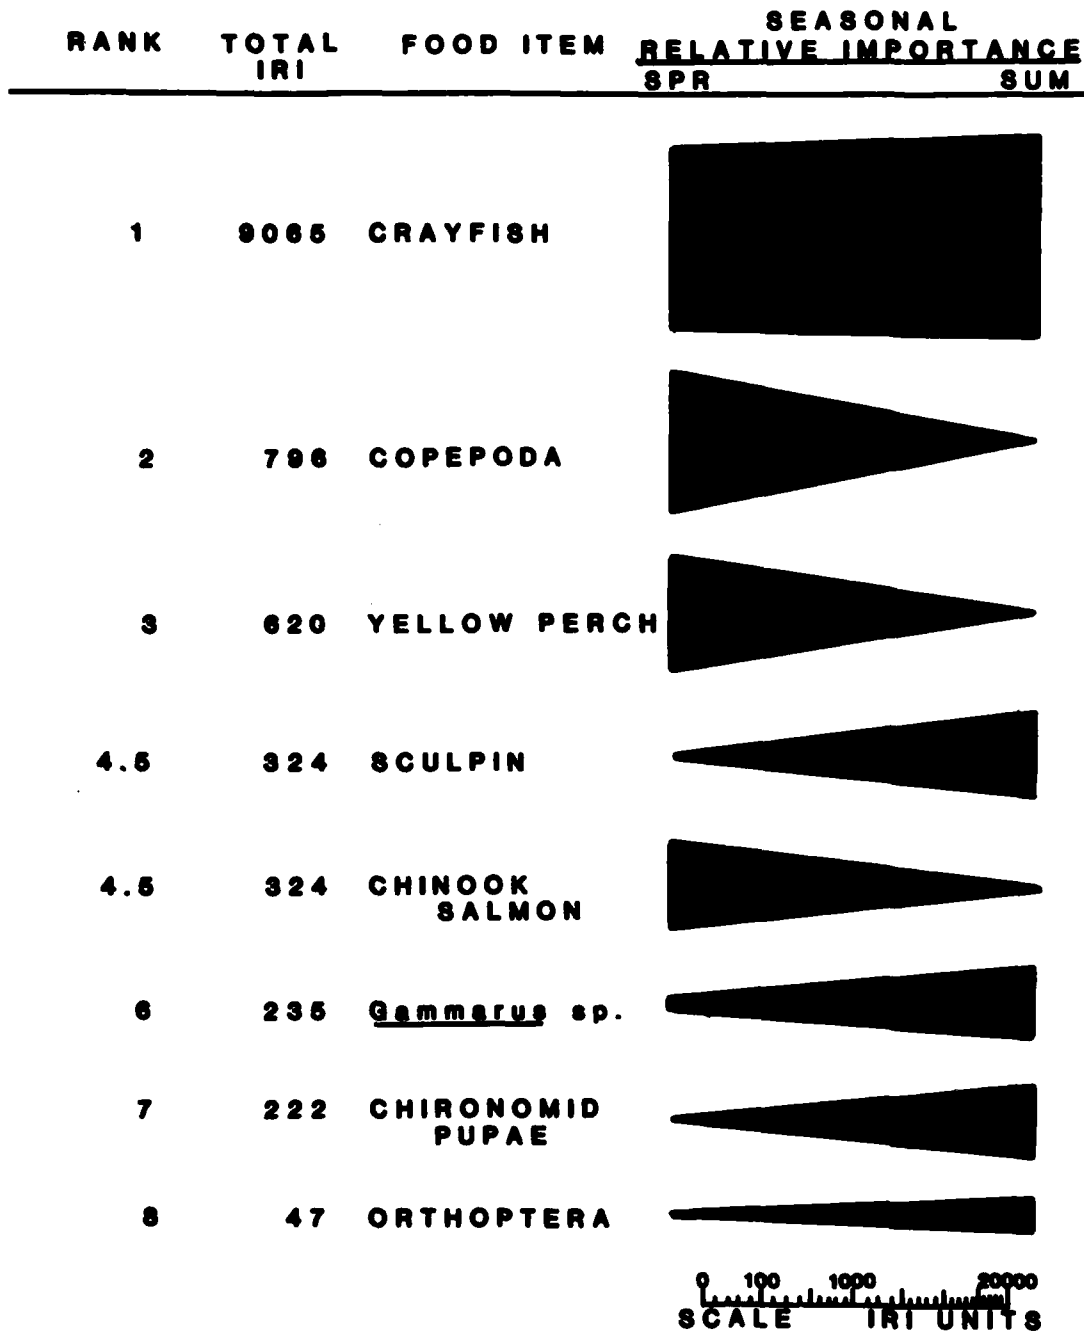 RANK TOTAL IRI FOOD ITEM SEASONAL RELATIVE IMPORTANCE
SPR SUM
1 9065 CRAYFISH
2 796 COPEPODA
3 620 YELLOW PERCH
4.5 324 SCULPIN
4.5 324 CHINOOK
SALMON
6 235 Gammarus sp.
7 222 CHIRONOMID
PUPAE
8 47 ORTHOPTERA
0 100 1000 20000
SCALE IRI UNITS